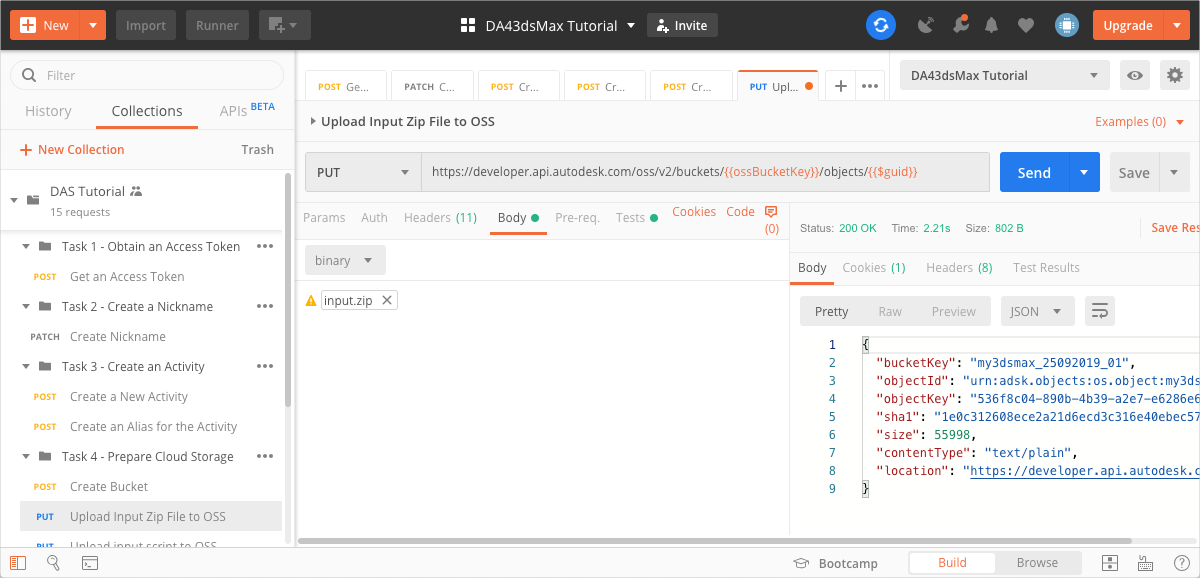 New
Import
Runner
DA43dsMax Tutorial
Invite
Upgrade
Filter
History
Collections
APIs BETA
New Collection
Trash
DAS Tutorial
15 requests
Task 1 - Obtain an Access Token
POST Get an Access Token
Task 2 - Create a Nickname
PATCH Create Nickname
Task 3 - Create an Activity
POST Create a New Activity
POST Create an Alias for the Activity
Task 4 - Prepare Cloud Storage
POST Create Bucket
PUT Upload Input Zip File to OSS
PUT Upload input script to OSS
POST Ge...
PATCH C...
POST Cr...
POST Cr...
POST Cr...
PUT Upl...
DA43dsMax Tutorial
Upload Input Zip File to OSS
Examples (0)
PUT
https://developer.api.autodesk.com/oss/v2/buckets/{{ossBucketKey}}/objects/{{$guid}}
Send
Save
Params
Auth
Headers (11)
Body
Pre-req.
Tests
Cookies
Code
(0)
binary
input.zip
Status: 200 OK
Time: 2.21s
Size: 802 B
Save Res
Body
Cookies (1)
Headers (8)
Test Results
Pretty
Raw
Preview
JSON
1 {
2 "bucketKey": "my3dsmax_25092019_01",
3 "objectId": "urn:adsk.objects:os.object:my3ds
4 "objectKey": "536f8c04-890b-4b39-a2e7-e6286e6
5 "sha1": "1e0c312608ece2a21d6ecd3c316e40ebec57
6 "size": 55998,
7 "contentType": "text/plain",
8 "location": "https://developer.api.autodesk.c
9 }
Bootcamp
Build
Browse